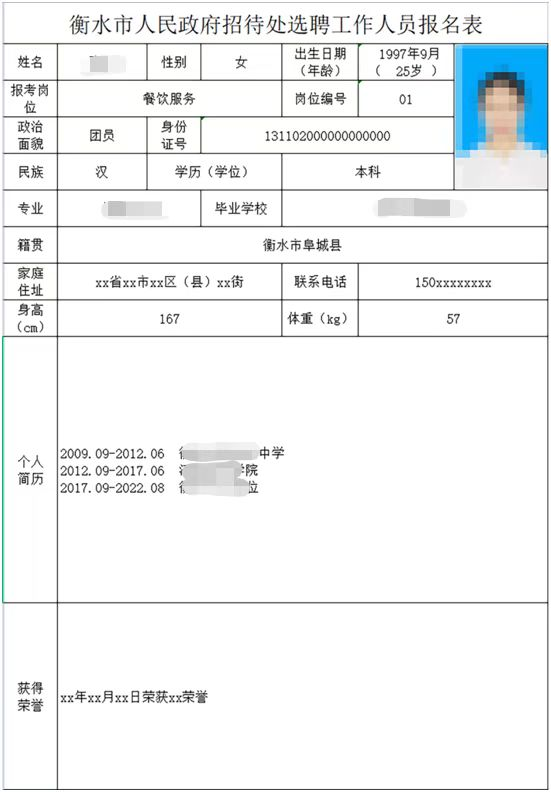 衡水市人民政府招待处选聘工作人员报名表
姓名 性别 女 出生日期（年龄） 1997年9月（ 25岁 ）
报考岗位 餐饮服务 岗位编号 01
政治面貌 团员 身份证号 131102000000000000
民族 汉 学历（学位） 本科
专业 毕业学校
籍贯 衡水市阜城县
家庭住址 xx省xx市xx区（县）xx街 联系电话 150xxxxxxxx
身高（cm） 167 体重（kg） 57
个人简历
2009.09-2012.06 中学
2012.09-2017.06 学院
2017.09-2022.08 位
获得荣誉 xx年xx月xx日荣获xx荣誉